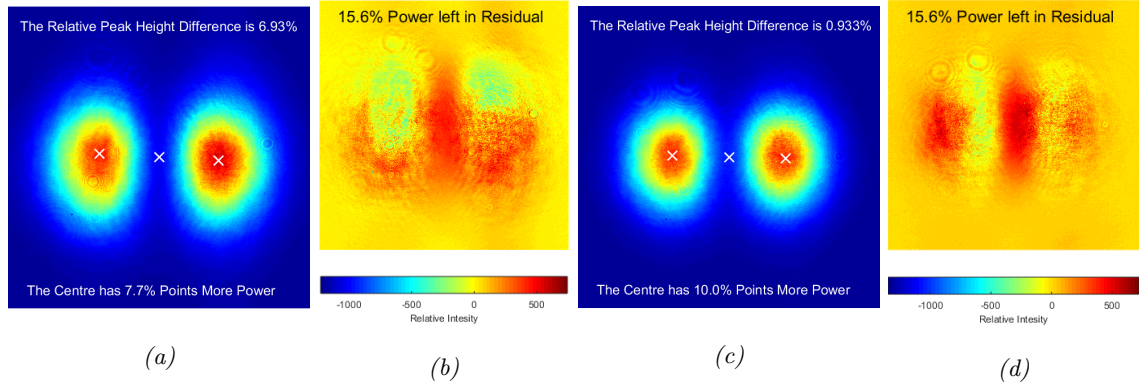 The Relative Peak Height Difference is 6.93%
The Centre has 7.7% Points More Power
(a)
15.6% Power left in Residual
-1000 -500 0 500
Relative Intesity
(b)
The Relative Peak Height Difference is 0.933%
The Centre has 10.0% Points More Power
(c)
15.6% Power left in Residual
-1000 -500 0 500
Relative Intesity
(d)